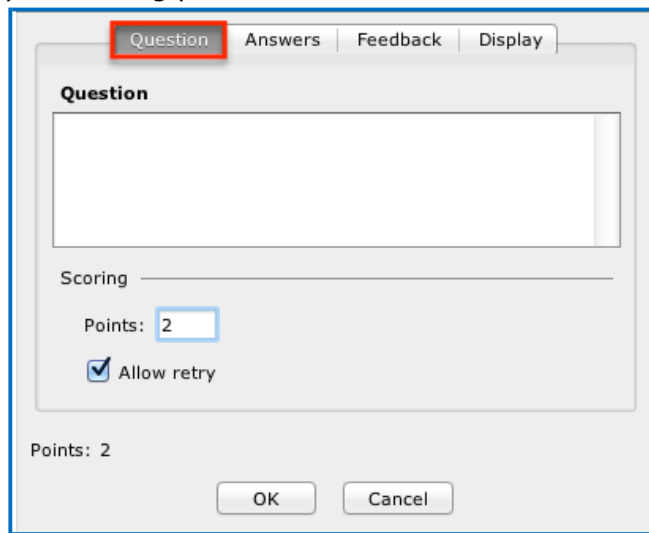 Question Answers Feedback Display
Question
Scoring
Points: 2
Allow retry
Points: 2
OK Cancel